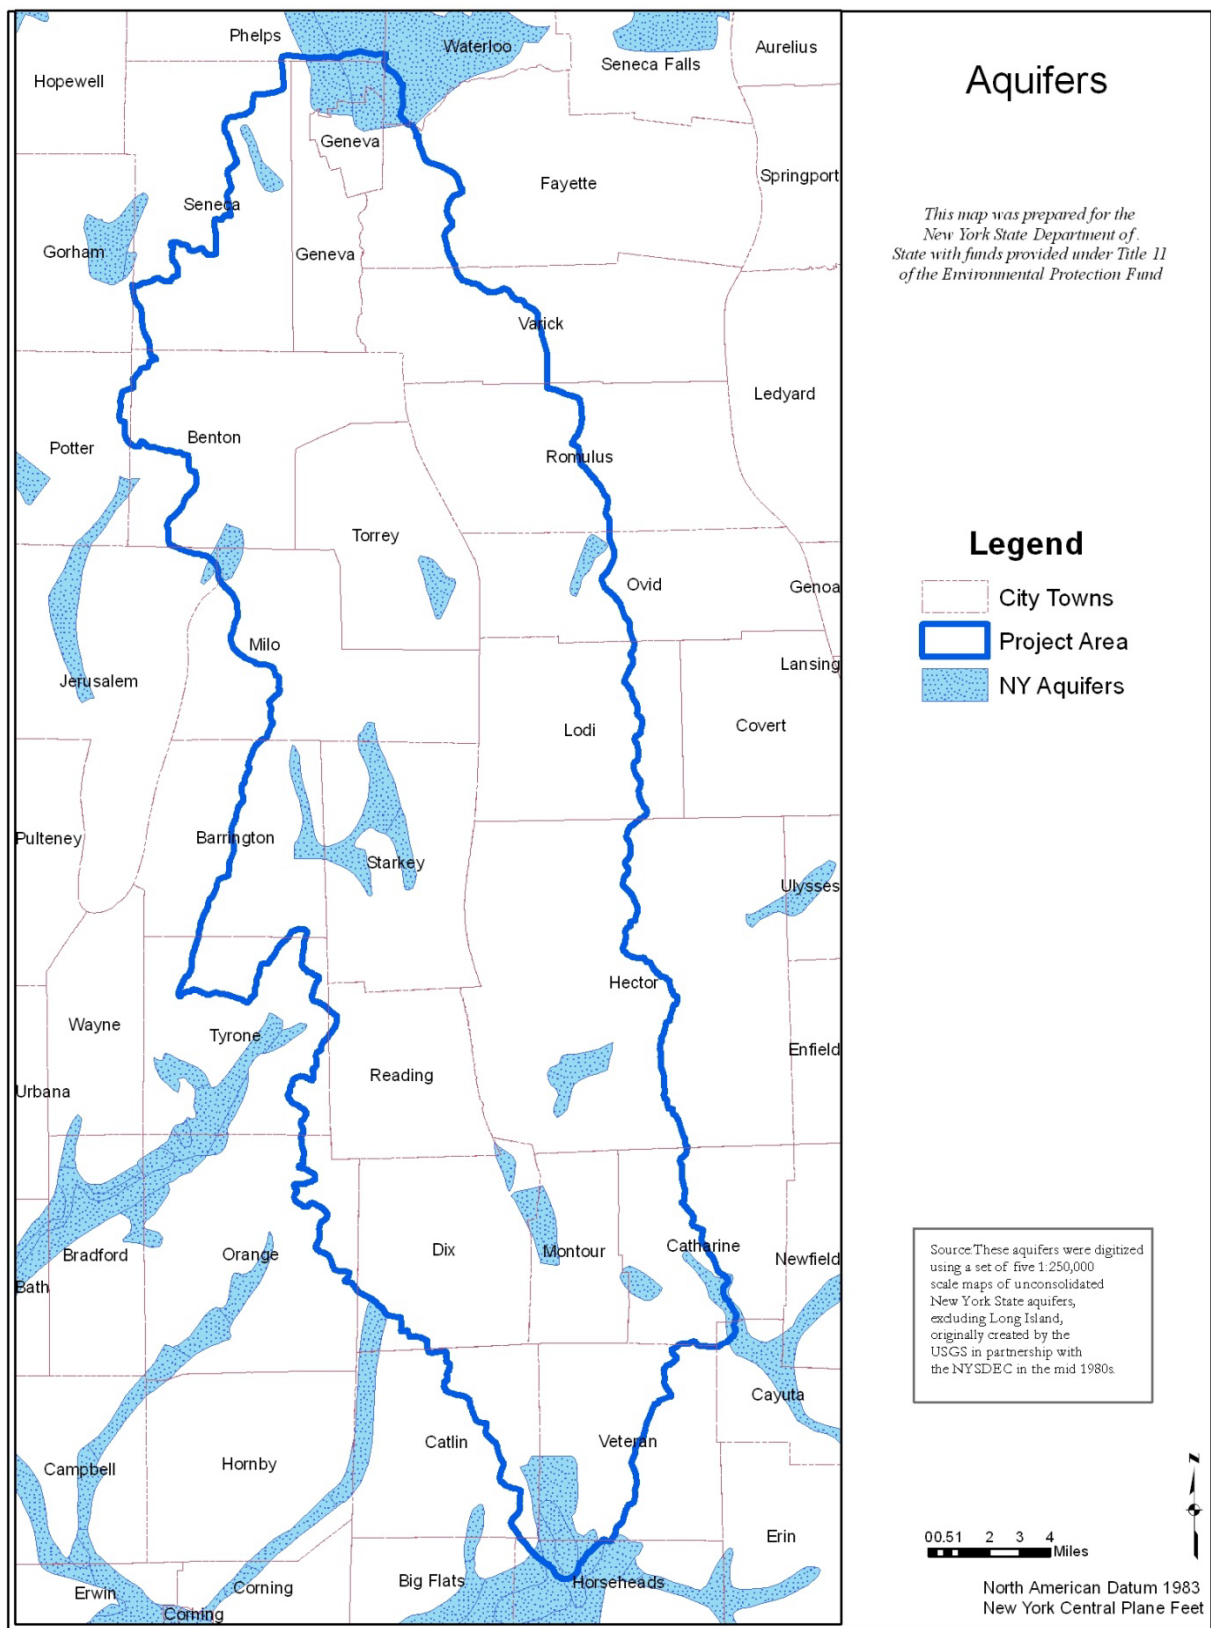 Aquifers
This map was prepared for the
New York State Department of .
State with funds provided under Title 11
of the Environmental Protection Fund
Legend
City Towns
Project Area
NY Aquifers
Source:These aquifers were digitized
using a set of five 1:250,000
scale maps of unconsolidated
New York State aquifers,
excluding Long Island,
originally created by the
USGS in partnership with
the NYSDEC in the mid 1980s.
N
00.51 2 3 4
Miles
North American Datum 1983
New York Central Plane Feet
Phelps
Waterloo
Aurelius
Seneca Falls
Hopewell
Geneva
Fayette
Springport
Seneca
Gorham
Geneva
Varick
Ledyard
Benton
Potter
Romulus
Torrey
Ovid
Genoa
Milo
Lansing
Jerusalem
Lodi
Covert
Pulteney
Barrington
Starkey
Ulysses
Hector
Wayne
Tyrone
Enfield
Reading
Urbana
Bradford
Orange
Dix
Montour
Catharine
Newfield
Bath
Cayuta
Catlin
Veteran
Campbell
Hornby
Erin
Big Flats
Horseheads
Erwin
Corning
Corning